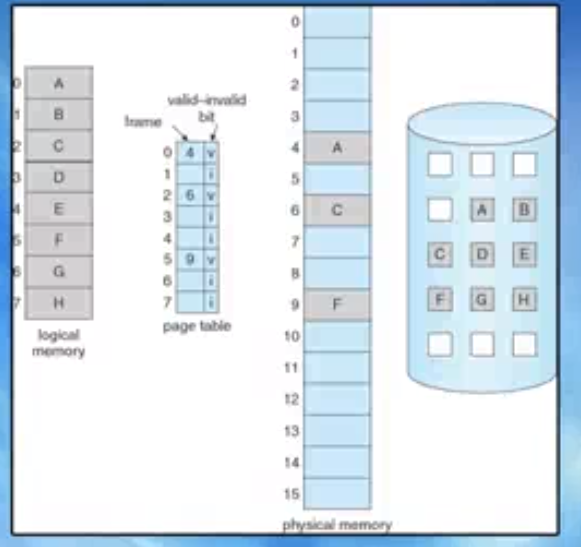 0 A
1 B
2 C
3 D
4 E
5 F
6 G
7 H
logical
memory
valid–invalid
bit
frame
0 4 v
1 i
2 6 v
3 i
4 i
5 9 v
6 i
7 i
page table
0
1
2
3
4 A
5
6 C
7
8
9 F
10
11
12
13
14
15
physical memory
A B
C D E
F G H